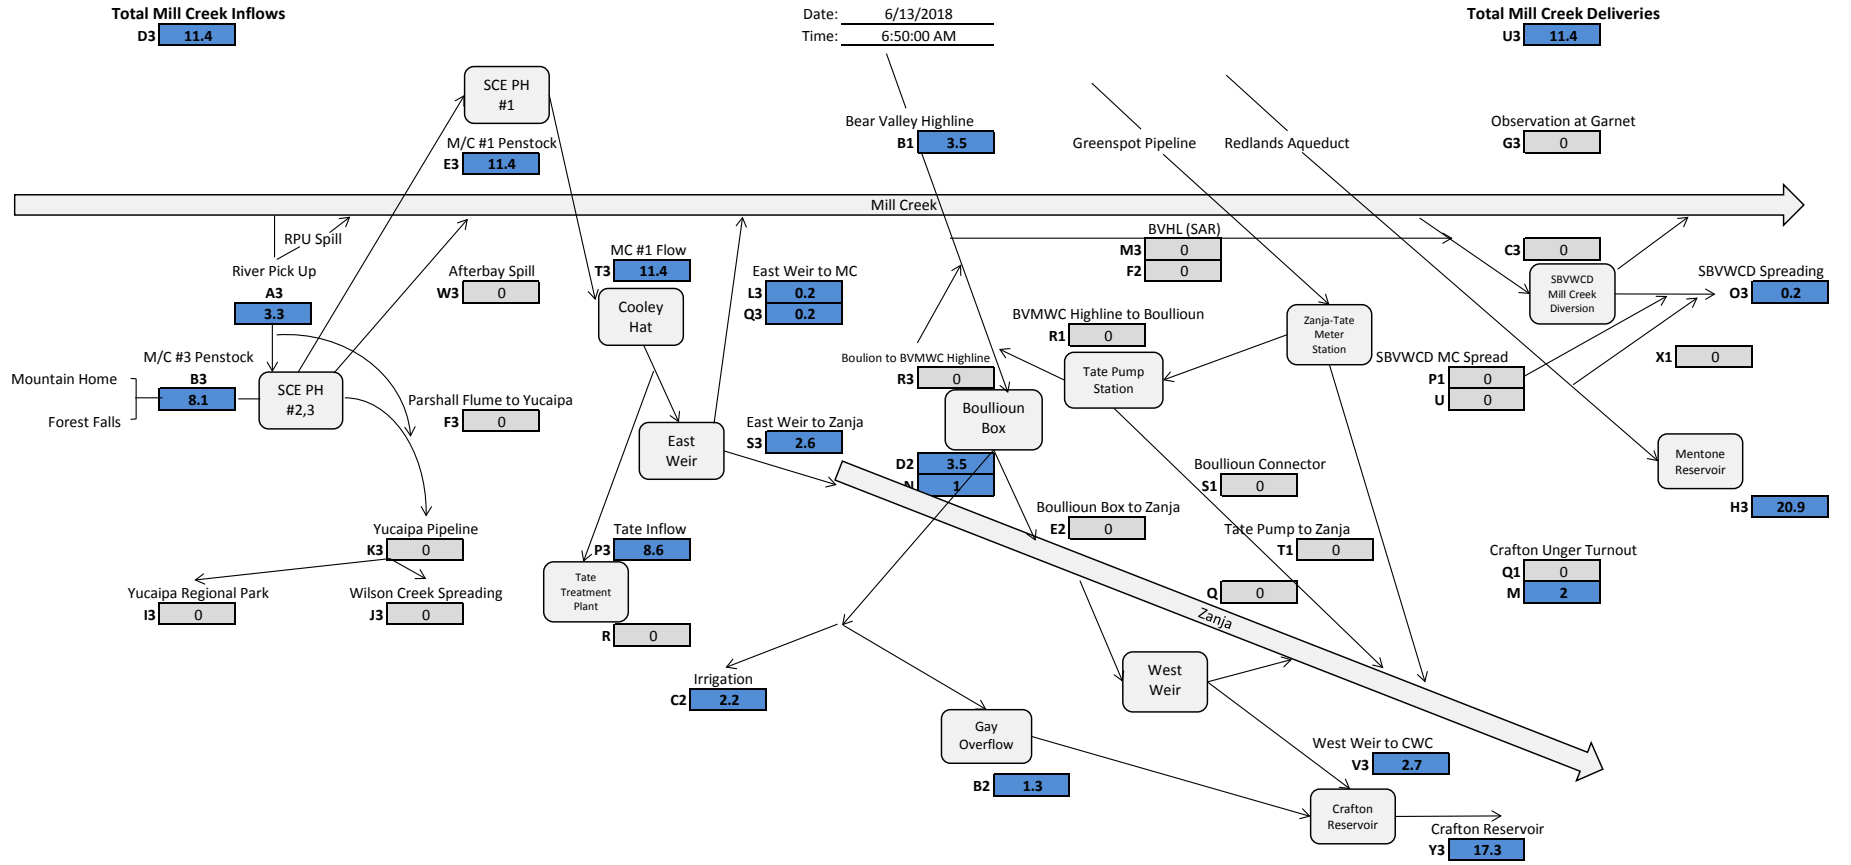 Total Mill Creek Inflows
D3 11.4
Date: 6/13/2018
Time: 6:50:00 AM
Total Mill Creek Deliveries
U3 11.4
SCE PH
#1
M/C #1 Penstock
E3 11.4
Bear Valley Highline
B1 3.5
Greenspot Pipeline
Redlands Aqueduct
Observation at Garnet
G3 0
Mill Creek
RPU Spill
River Pick Up
A3
3.3
Afterbay Spill
W3 0
MC #1 Flow
T3 11.4
Cooley
Hat
East Weir to MC
L3 0.2
Q3 0.2
BVHL (SAR)
M3 0
F2 0
C3 0
SBVWCD
Mill Creek
Diversion
SBVWCD Spreading
O3 0.2
BVMWC Highline to Boullioun
R1 0
Zanja-Tate
Meter
Station
M/C #3 Penstock
B3
8.1
Mountain Home
Forest Falls
SCE PH
#2,3
Boulion to BVMWC Highline
R3 0
Tate Pump
Station
SBVWCD MC Spread
P1 0
U 0
X1 0
Parshall Flume to Yucaipa
F3 0
East
Weir
East Weir to Zanja
S3 2.6
Boullioun
Box
D2 3.5
N 1
Boullioun Connector
S1 0
Mentone
Reservoir
H3 20.9
Yucaipa Pipeline
K3 0
Tate Inflow
P3 8.6
Boullioun Box to Zanja
E2 0
Tate Pump to Zanja
T1 0
Crafton Unger Turnout
Q1 0
M 2
Yucaipa Regional Park
I3 0
Wilson Creek Spreading
J3 0
Tate
Treatment
Plant
R 0
Q 0
Zanja
Irrigation
C2 2.2
West
Weir
Gay
Overflow
B2 1.3
West Weir to CWC
V3 2.7
Crafton
Reservoir
Crafton Reservoir
Y3 17.3